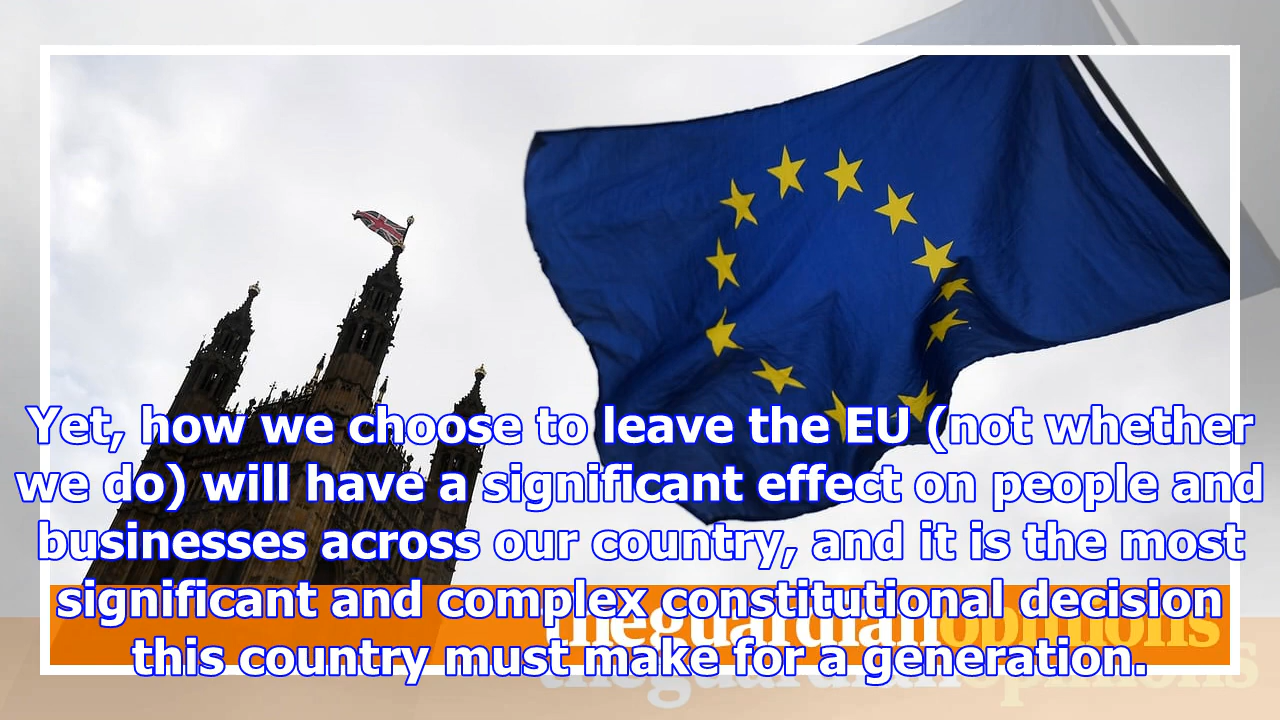 Yet, how we choose to leave the EU (not whether
we do) will have a significant effect on people and
businesses across our country, and it is the most
significant and complex constitutional decision
theguardianopinions
this country must make for a generation.
theguardianopinions